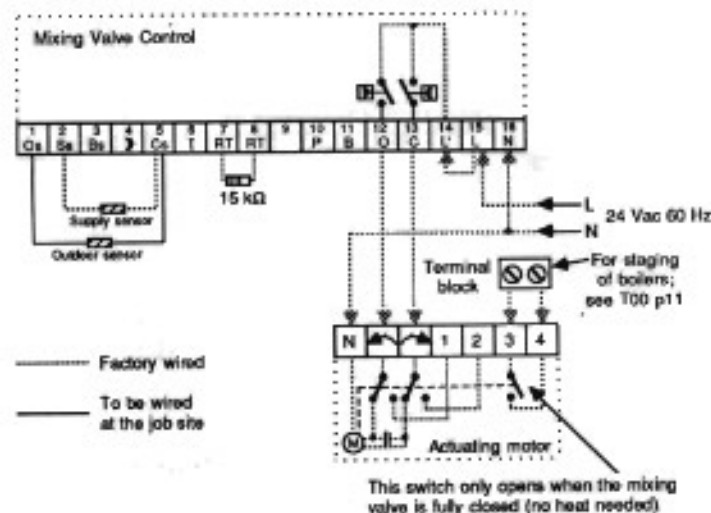 Mixing Valve Control
1 2 3 4 5 6 7 8 9 10 11 12 13 14 15 16
Os Ss Bs Cs T RT RT P B O C L' L N
15 kΩ
Supply sensor
Outdoor sensor
L
24 Vac 60 Hz
N
Terminal
block
For staging
of boilers;
see T00 p11
N 1 2 3 4
Factory wired
To be wired
at the job site
M
Actuating motor
This switch only opens when the mixing
valve is fully closed (no heat needed)